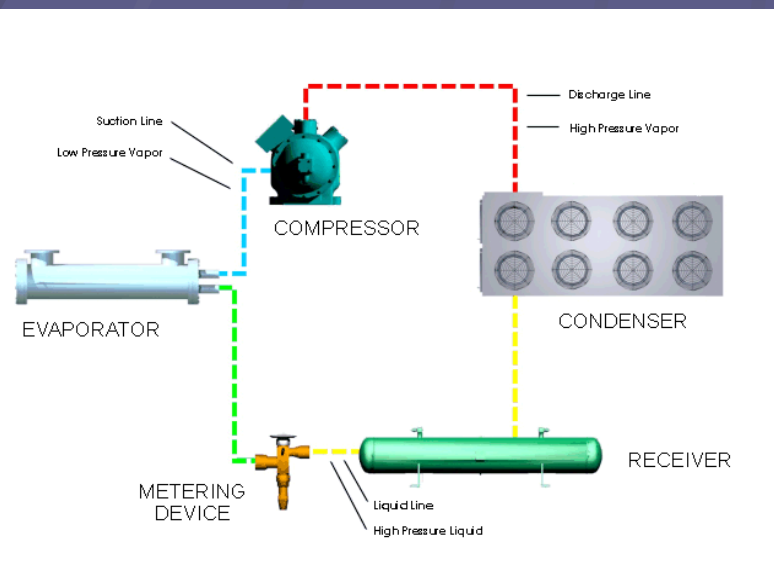 Discharge Line
Suction Line
High Pressure Vapor
Low Pressure Vapor
COMPRESSOR
CONDENSER
EVAPORATOR
RECEIVER
METERING
DEVICE
Liquid Line
High Pressure Liquid